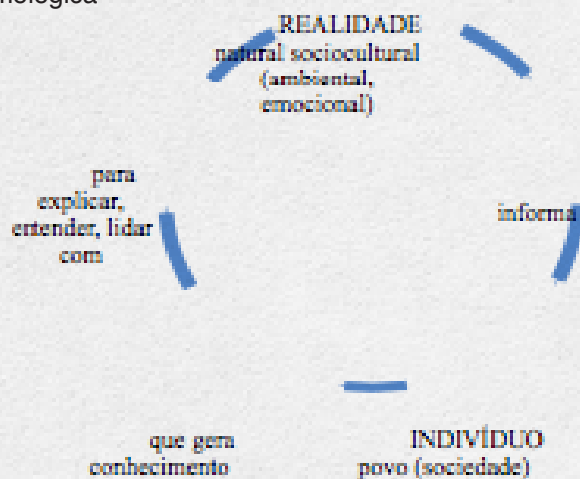 REALIDADE
natural sociocultural
(ambiental,
emocional)
informa
INDIVÍDUO
povo (sociedade)
que gera
conhecimento
para
explicar,
entender, lidar
com